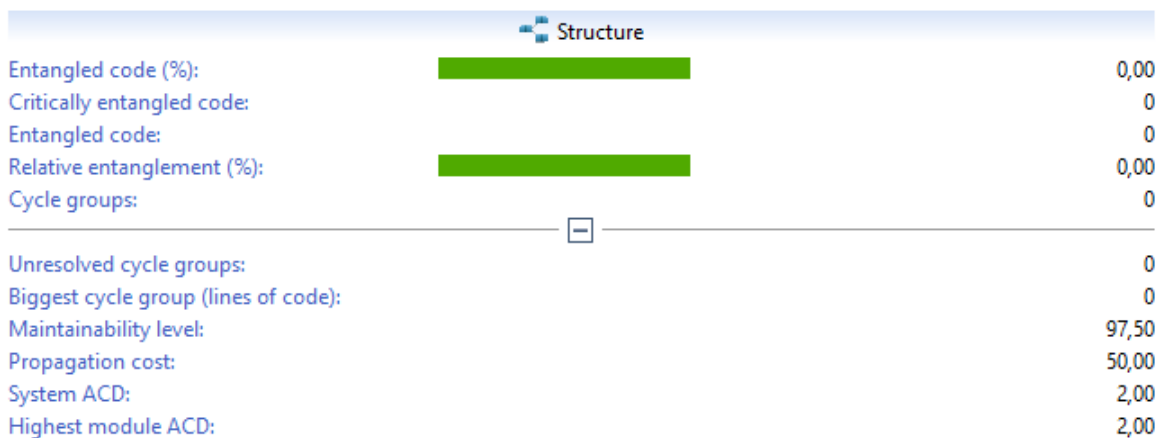 Structure
Entangled code (%): 0,00
Critically entangled code: 0
Entangled code: 0
Relative entanglement (%): 0,00
Cycle groups: 0
Unresolved cycle groups: 0
Biggest cycle group (lines of code): 0
Maintainability level: 97,50
Propagation cost: 50,00
System ACD: 2,00
Highest module ACD: 2,00